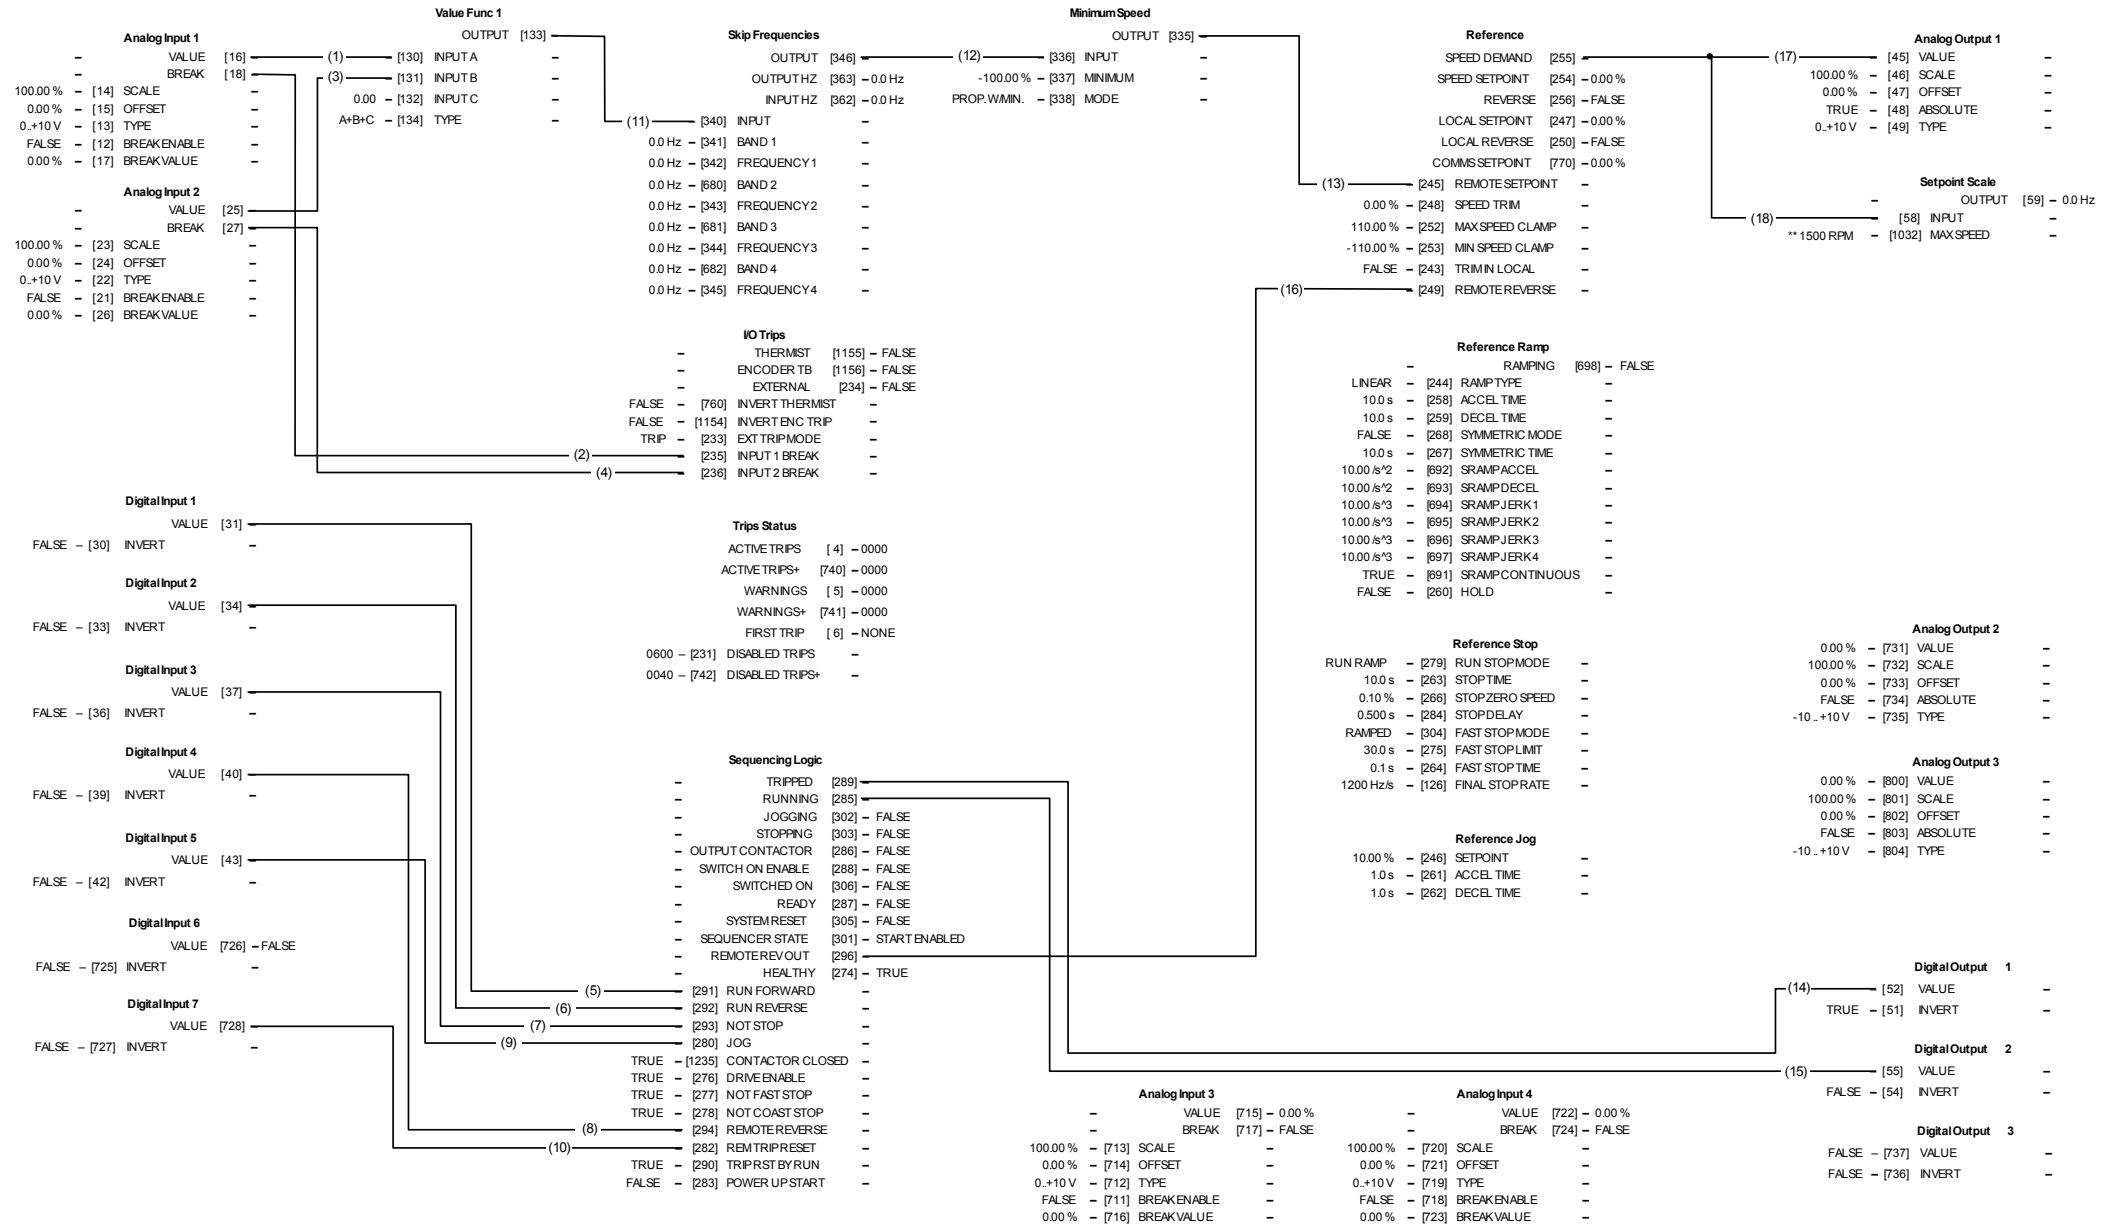 Analog Input 1
VALUE [16]
BREAK [18]
100.00 % – [14] SCALE
0.00 % – [15] OFFSET
0..+10 V – [13] TYPE
FALSE – [12] BREAK ENABLE
0.00 % – [17] BREAK VALUE
Analog Input 2
VALUE [25]
BREAK [27]
100.00 % – [23] SCALE
0.00 % – [24] OFFSET
0..+10 V – [22] TYPE
FALSE – [21] BREAK ENABLE
0.00 % – [26] BREAK VALUE
Digital Input 1
VALUE [31]
FALSE – [30] INVERT
Digital Input 2
VALUE [34]
FALSE – [33] INVERT
Digital Input 3
VALUE [37]
FALSE – [36] INVERT
Digital Input 4
VALUE [40]
FALSE – [39] INVERT
Digital Input 5
VALUE [43]
FALSE – [42] INVERT
Digital Input 6
VALUE [726] – FALSE
FALSE – [725] INVERT
Digital Input 7
VALUE [728]
FALSE – [727] INVERT
Value Func 1
OUTPUT [133]
(1) [130] INPUT A
(3) [131] INPUT B
0.00 – [132] INPUT C
A+B+C – [134] TYPE
Skip Frequencies
OUTPUT [346]
OUTPUT HZ [363] – 0.0 Hz
INPUT HZ [362] – 0.0 Hz
(11) [340] INPUT
0.0 Hz – [341] BAND 1
0.0 Hz – [342] FREQUENCY 1
0.0 Hz – [680] BAND 2
0.0 Hz – [343] FREQUENCY 2
0.0 Hz – [681] BAND 3
0.0 Hz – [344] FREQUENCY 3
0.0 Hz – [682] BAND 4
0.0 Hz – [345] FREQUENCY 4
I/O Trips
THERMIST [1155] – FALSE
ENCODER TB [1156] – FALSE
EXTERNAL [234] – FALSE
FALSE – [760] INVERT THERMIST
FALSE – [1154] INVERT ENC TRIP
TRIP – [233] EXT TRIP MODE
(2) [235] INPUT 1 BREAK
(4) [236] INPUT 2 BREAK
Trips Status
ACTIVE TRIPS [ 4] – 0000
ACTIVE TRIPS+ [740] – 0000
WARNINGS [ 5] – 0000
WARNINGS+ [741] – 0000
FIRST TRIP [ 6] – NONE
0600 – [231] DISABLED TRIPS
0040 – [742] DISABLED TRIPS+
Sequencing Logic
TRIPPED [289]
RUNNING [285]
JOGGING [302] – FALSE
STOPPING [303] – FALSE
OUTPUT CONTACTOR [286] – FALSE
SWITCH ON ENABLE [288] – FALSE
SWITCHED ON [306] – FALSE
READY [287] – FALSE
SYSTEM RESET [305] – FALSE
SEQUENCER STATE [301] – START ENABLED
REMOTE REV OUT [296]
HEALTHY [274] – TRUE
(5) [291] RUN FORWARD
(6) [292] RUN REVERSE
(7) [293] NOT STOP
(9) [280] JOG
TRUE – [1235] CONTACTOR CLOSED
TRUE – [276] DRIVE ENABLE
TRUE – [277] NOT FAST STOP
TRUE – [278] NOT COAST STOP
(8) [294] REMOTE REVERSE
(10) [282] REM TRIP RESET
TRUE – [290] TRIP RST BY RUN
FALSE – [283] POWER UP START
Minimum Speed
OUTPUT [335]
(12) [336] INPUT
-100.00 % – [337] MINIMUM
PROP. W/MIN. – [338] MODE
Reference
SPEED DEMAND [255]
SPEED SETPOINT [254] – 0.00 %
REVERSE [256] – FALSE
LOCAL SETPOINT [247] – 0.00 %
LOCAL REVERSE [250] – FALSE
COMMS SETPOINT [770] – 0.00 %
(13) [245] REMOTE SETPOINT
0.00 % – [248] SPEED TRIM
110.00 % – [252] MAX SPEED CLAMP
-110.00 % – [253] MIN SPEED CLAMP
FALSE – [243] TRIM IN LOCAL
(16) [249] REMOTE REVERSE
Reference Ramp
RAMPING [698] – FALSE
LINEAR – [244] RAMP TYPE
10.0 s – [258] ACCEL TIME
10.0 s – [259] DECEL TIME
FALSE – [268] SYMMETRIC MODE
10.0 s – [267] SYMMETRIC TIME
10.00 /s^2 – [692] SRAMP ACCEL
10.00 /s^2 – [693] SRAMP DECEL
10.00 /s^3 – [694] SRAMP JERK 1
10.00 /s^3 – [695] SRAMP JERK 2
10.00 /s^3 – [696] SRAMP JERK 3
10.00 /s^3 – [697] SRAMP JERK 4
TRUE – [691] SRAMP CONTINUOUS
FALSE – [260] HOLD
Reference Stop
RUN RAMP – [279] RUN STOP MODE
10.0 s – [263] STOP TIME
0.10 % – [266] STOP ZERO SPEED
0.500 s – [284] STOP DELAY
RAMPED – [304] FAST STOP MODE
30.0 s – [275] FAST STOP LIMIT
0.1 s – [264] FAST STOP TIME
1200 Hz/s – [126] FINAL STOP RATE
Reference Jog
10.00 % – [246] SETPOINT
1.0 s – [261] ACCEL TIME
1.0 s – [262] DECEL TIME
Analog Input 3
VALUE [715] – 0.00 %
BREAK [717] – FALSE
100.00 % – [713] SCALE
0.00 % – [714] OFFSET
0..+10 V – [712] TYPE
FALSE – [711] BREAK ENABLE
0.00 % – [716] BREAK VALUE
Analog Input 4
VALUE [722] – 0.00 %
BREAK [724] – FALSE
100.00 % – [720] SCALE
0.00 % – [721] OFFSET
0..+10 V – [719] TYPE
FALSE – [718] BREAK ENABLE
0.00 % – [723] BREAK VALUE
Analog Output 1
(17) [45] VALUE
100.00 % – [46] SCALE
0.00 % – [47] OFFSET
TRUE – [48] ABSOLUTE
0..+10 V – [49] TYPE
Setpoint Scale
OUTPUT [59] – 0.0 Hz
(18) [58] INPUT
** 1500 RPM – [1032] MAX SPEED
Analog Output 2
0.00 % – [731] VALUE
100.00 % – [732] SCALE
0.00 % – [733] OFFSET
FALSE – [734] ABSOLUTE
-10 .. +10 V – [735] TYPE
Analog Output 3
0.00 % – [800] VALUE
100.00 % – [801] SCALE
0.00 % – [802] OFFSET
FALSE – [803] ABSOLUTE
-10 .. +10 V – [804] TYPE
Digital Output 1
(14) [52] VALUE
TRUE – [51] INVERT
Digital Output 2
(15) [55] VALUE
FALSE – [54] INVERT
Digital Output 3
FALSE – [737] VALUE
FALSE – [736] INVERT